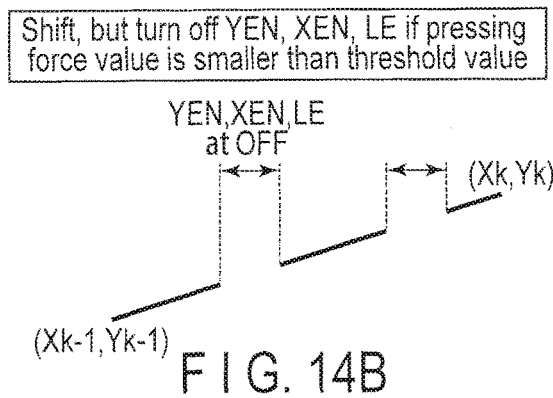 Shift, but turn off YEN, XEN, LE if pressing
force value is smaller than threshold value
YEN,XEN,LE
at OFF
(Xk,Yk)
(Xk-1,Yk-1)
FIG. 14B